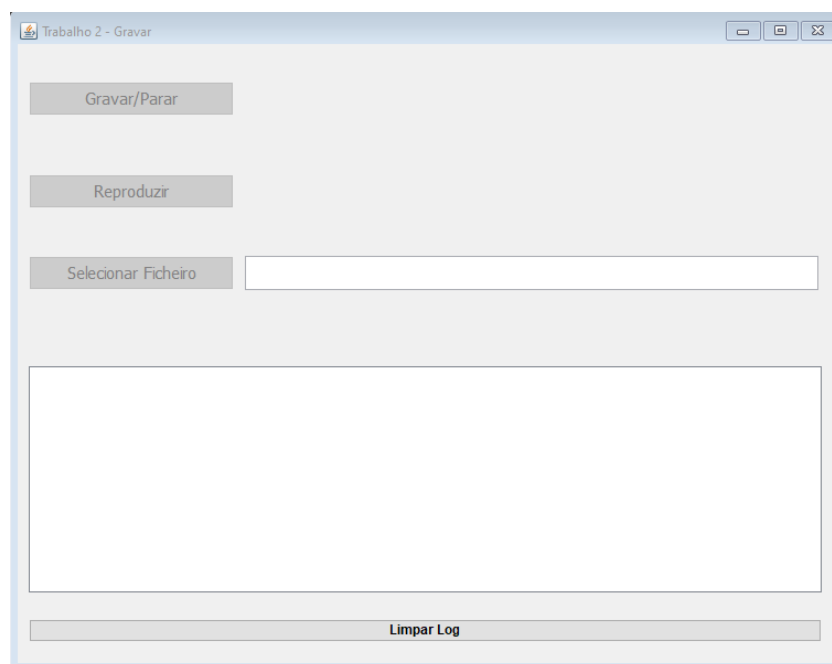 Trabalho 2 - Gravar
Gravar/Parar
Reproduzir
Selecionar Ficheiro
Limpar Log